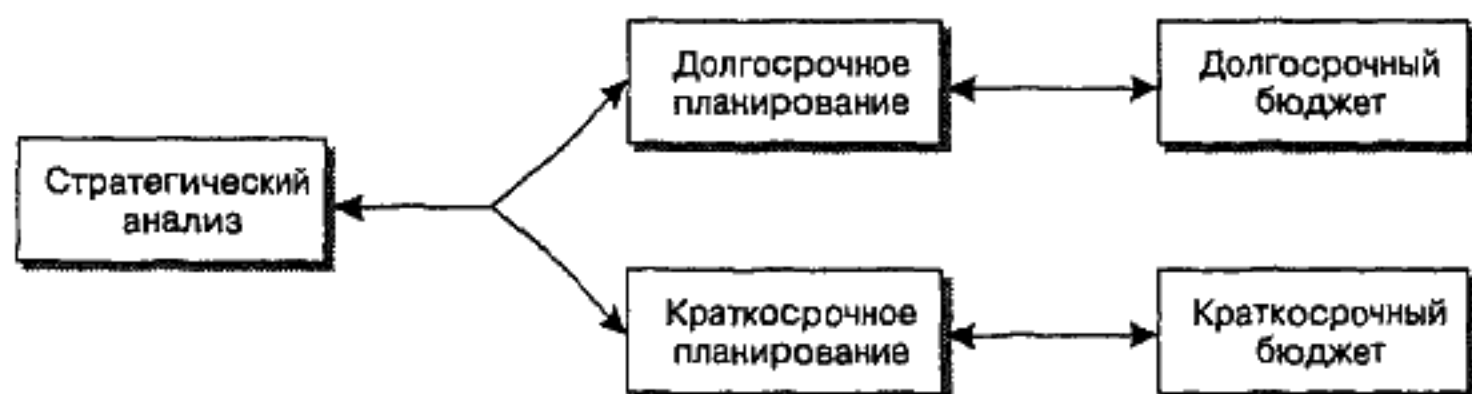 Долгосрочное
планирование
Долгосрочный
бюджет
Стратегический
анализ
Краткосрочное
планирование
Краткосрочный
бюджет